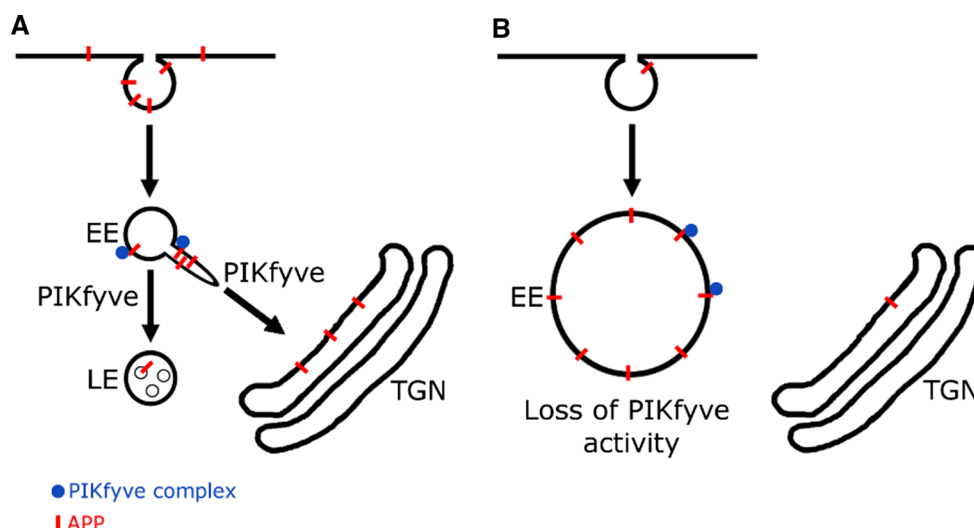 A
B
EE
PIKfyve
PIKfyve
LE
TGN
EE
TGN
Loss of PIKfyve
activity
PIKfyve complex
APP